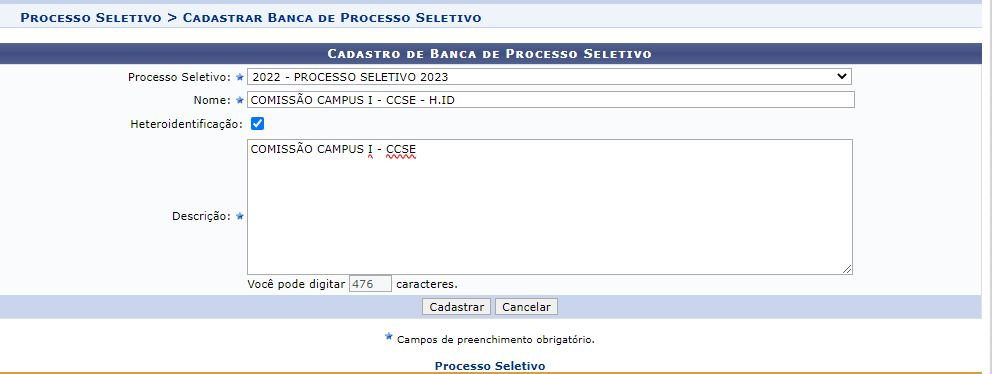 PROCESSO SELETIVO > CADASTRAR BANCA DE PROCESSO SELETIVO
CADASTRO DE BANCA DE PROCESSO SELETIVO
Processo Seletivo: 2022 - PROCESSO SELETIVO 2023
Nome: COMISSÃO CAMPUS I - CCSE - H.ID
Heteroidentificação:
COMISSÃO CAMPUS I - CCSE
Descrição:
Você pode digitar 476 caracteres.
Cadastrar Cancelar
Campos de preenchimento obrigatório.
Processo Seletivo